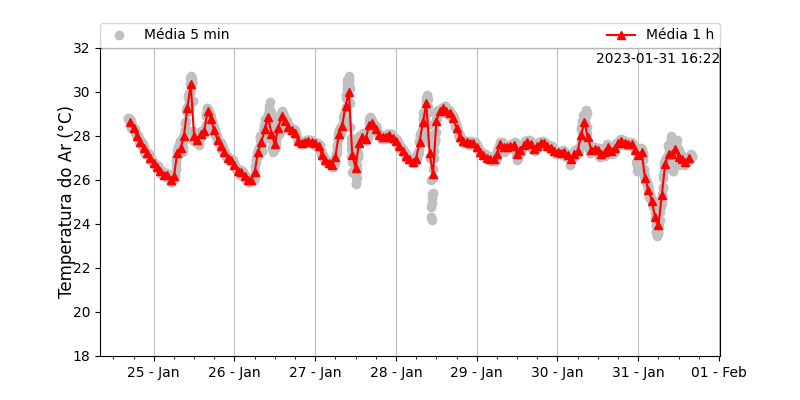 Média 5 min
Média 1 h
2023-01-31 16:22
Temperatura do Ar (°C)
32
30
28
26
24
22
20
18
25 - Jan
26 - Jan
27 - Jan
28 - Jan
29 - Jan
30 - Jan
31 - Jan
01 - Feb